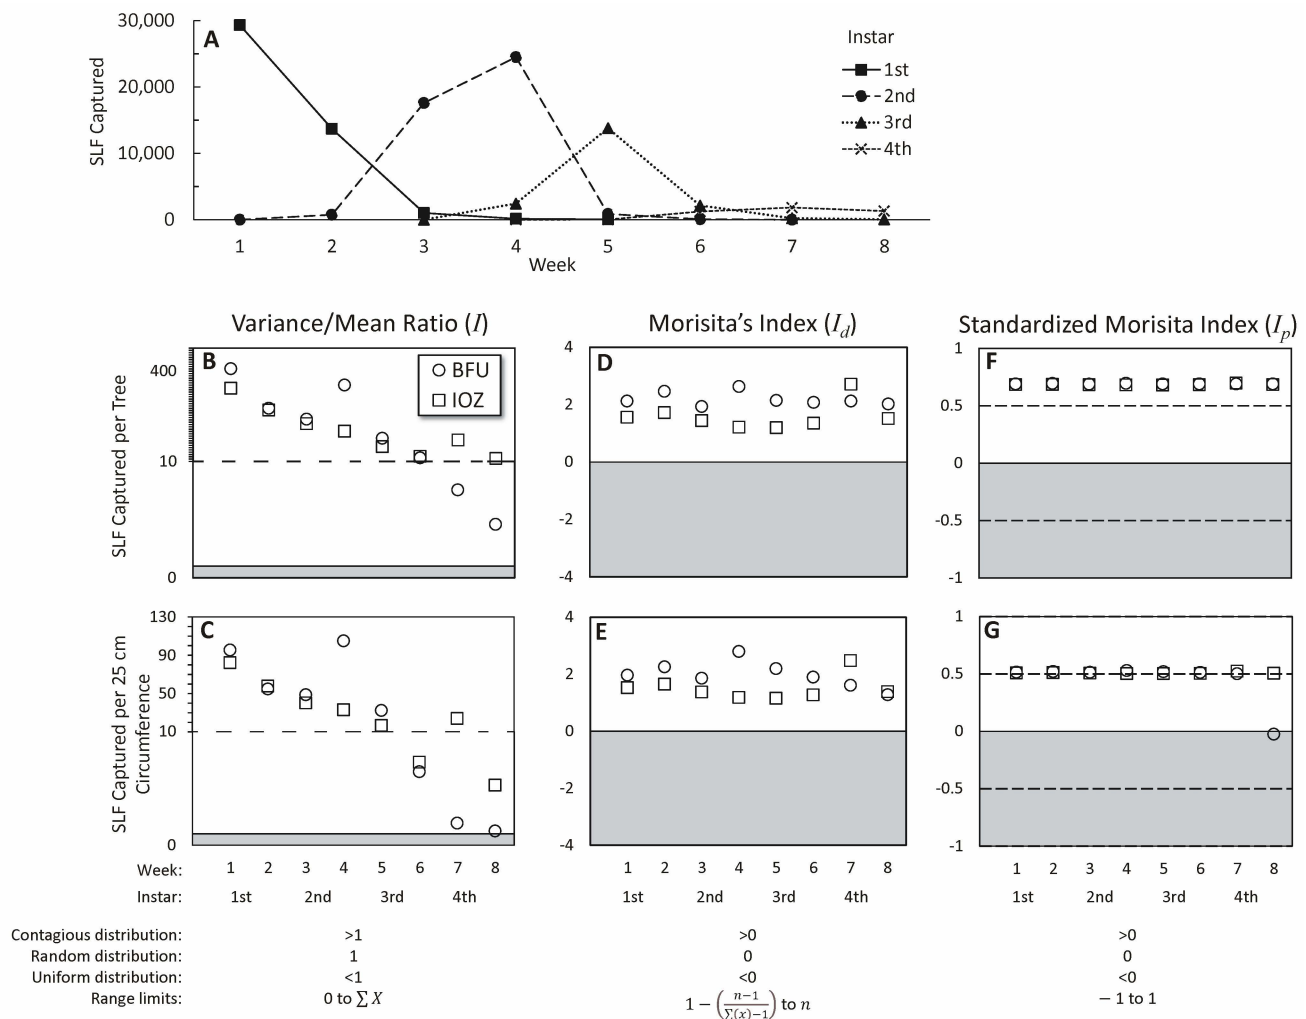 A
30,000
20,000
10,000
0
SLF Captured
1 2 3 4 5 6 7 8
Week
Instar
1st
2nd
3rd
4th
Variance/Mean Ratio (I)
Morisita's Index (I_d)
Standardized Morisita Index (I_p)
SLF Captured per Tree
B
400
10
0
BFU
IOZ
D
4
2
0
-2
-4
F
1
0.5
0
-0.5
-1
SLF Captured per 25 cm
Circumference
C
130
90
50
10
0
E
4
2
0
-2
-4
G
1
0.5
0
-0.5
-1
Week: 1 2 3 4 5 6 7 8 1 2 3 4 5 6 7 8 1 2 3 4 5 6 7 8
Instar: 1st 2nd 3rd 4th 1st 2nd 3rd 4th 1st 2nd 3rd 4th
Contagious distribution: >1 >0 >0
Random distribution: 1 0 0
Uniform distribution: <1 <0 <0
Range limits: 0 to ∑ X 1 − (n−1/∑(x)−1) to n − 1 to 1